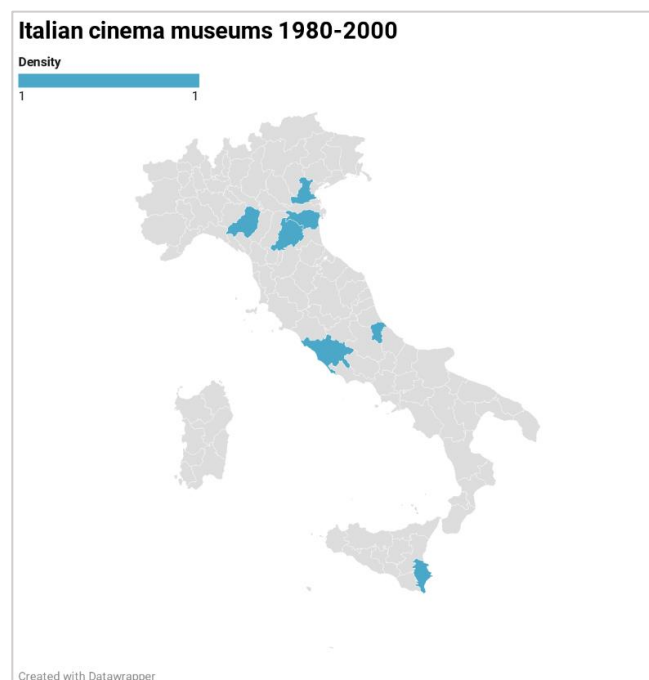 Italian cinema museums 1980-2000
Density
1 1
Created with Datawrapper